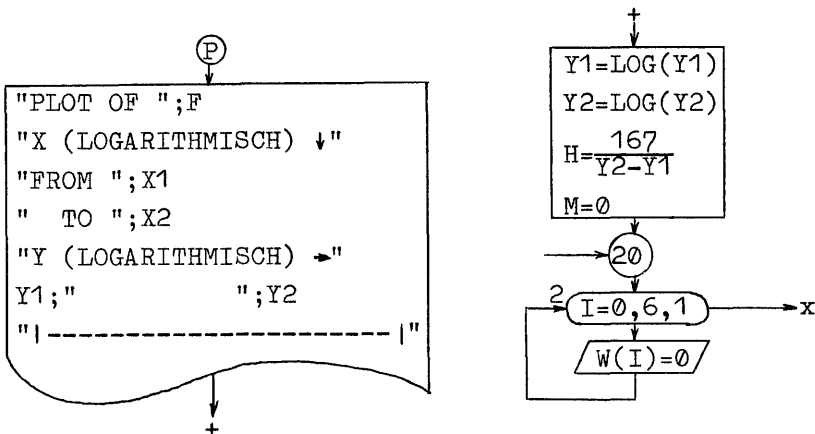 P
"PLOT OF ";F
"X (LOGARITHMISCH) ↓"
"FROM ";X1
"  TO ";X2
"Y (LOGARITHMISCH) →"
Y1;"            ";Y2
"|----------------------|"
+
+
Y1=LOG(Y1)
Y2=LOG(Y2)
H=167/Y2-Y1
M=0
20
2
I=0,6,1
x
W(I)=0